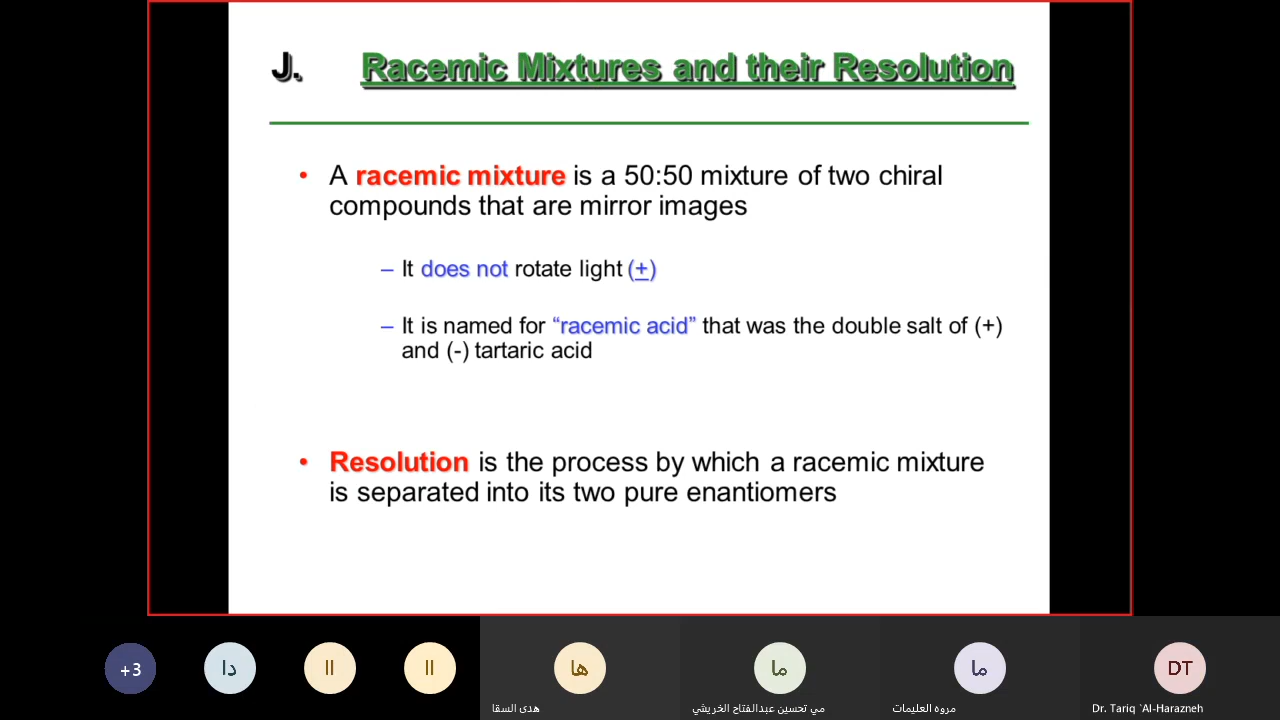 J. Racemic Mixtures and their Resolution
• A racemic mixture is a 50:50 mixture of two chiral
compounds that are mirror images
– It does not rotate light (+)
– It is named for “racemic acid” that was the double salt of (+)
and (-) tartaric acid
• Resolution is the process by which a racemic mixture
is separated into its two pure enantiomers
+3
دا
اا
اا
ها
ما
ما
DT
هدى السقا
مي تحسين عبدالفتاح الخريشي
مروه العليمات
Dr. Tariq `Al-Harazneh